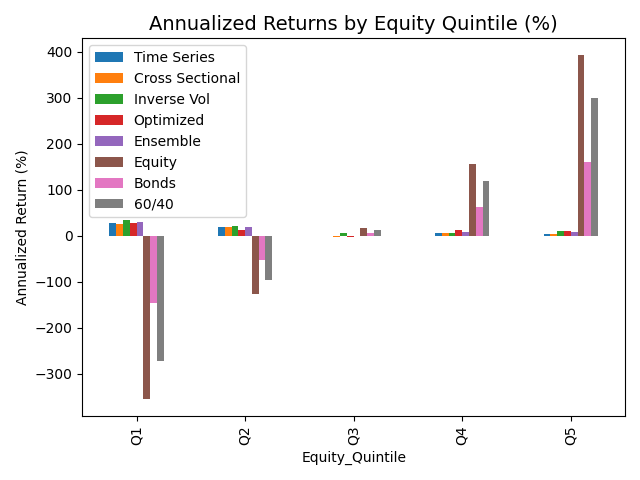 Annualized Returns by Equity Quintile (%)
Time Series
Cross Sectional
Inverse Vol
Optimized
Ensemble
Equity
Bonds
60/40
400
300
200
100
0
−100
−200
−300
Annualized Return (%)
Q1
Q2
Q3
Q4
Q5
Equity_Quintile